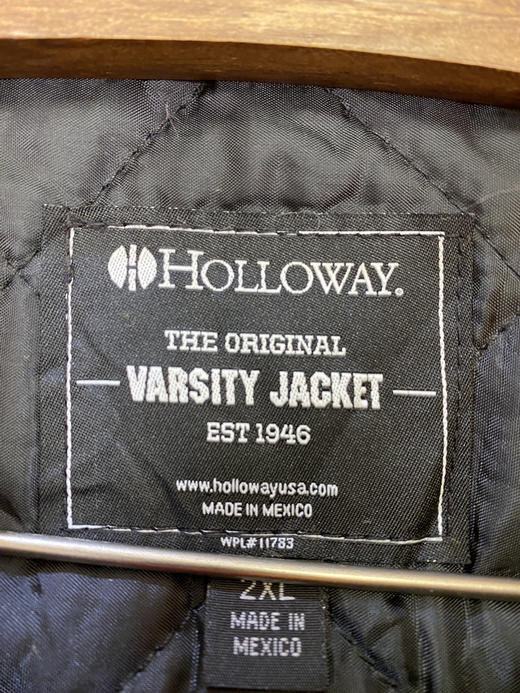 HOLLOWAY.
THE ORIGINAL
VARSITY JACKET
EST 1946
www.hollowayusa.com
MADE IN MEXICO
WPL#11783
2XL
MADE IN
MEXICO